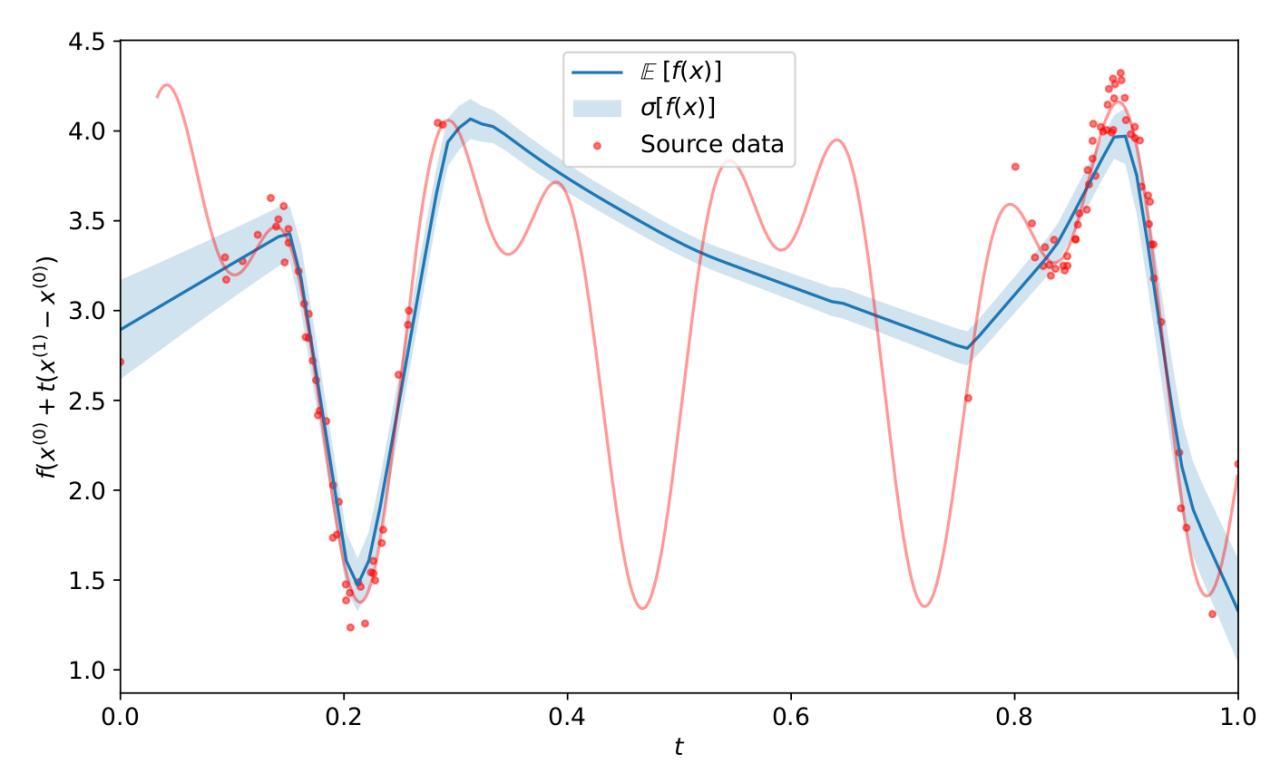 4.5
4.0
3.5
3.0
2.5
2.0
1.5
1.0
f(x⁽⁰⁾ + t(x⁽¹⁾ − x⁽⁰⁾)
𝔼 [f(x)]
σ[f(x)]
Source data
0.0 0.2 0.4 0.6 0.8 1.0
t